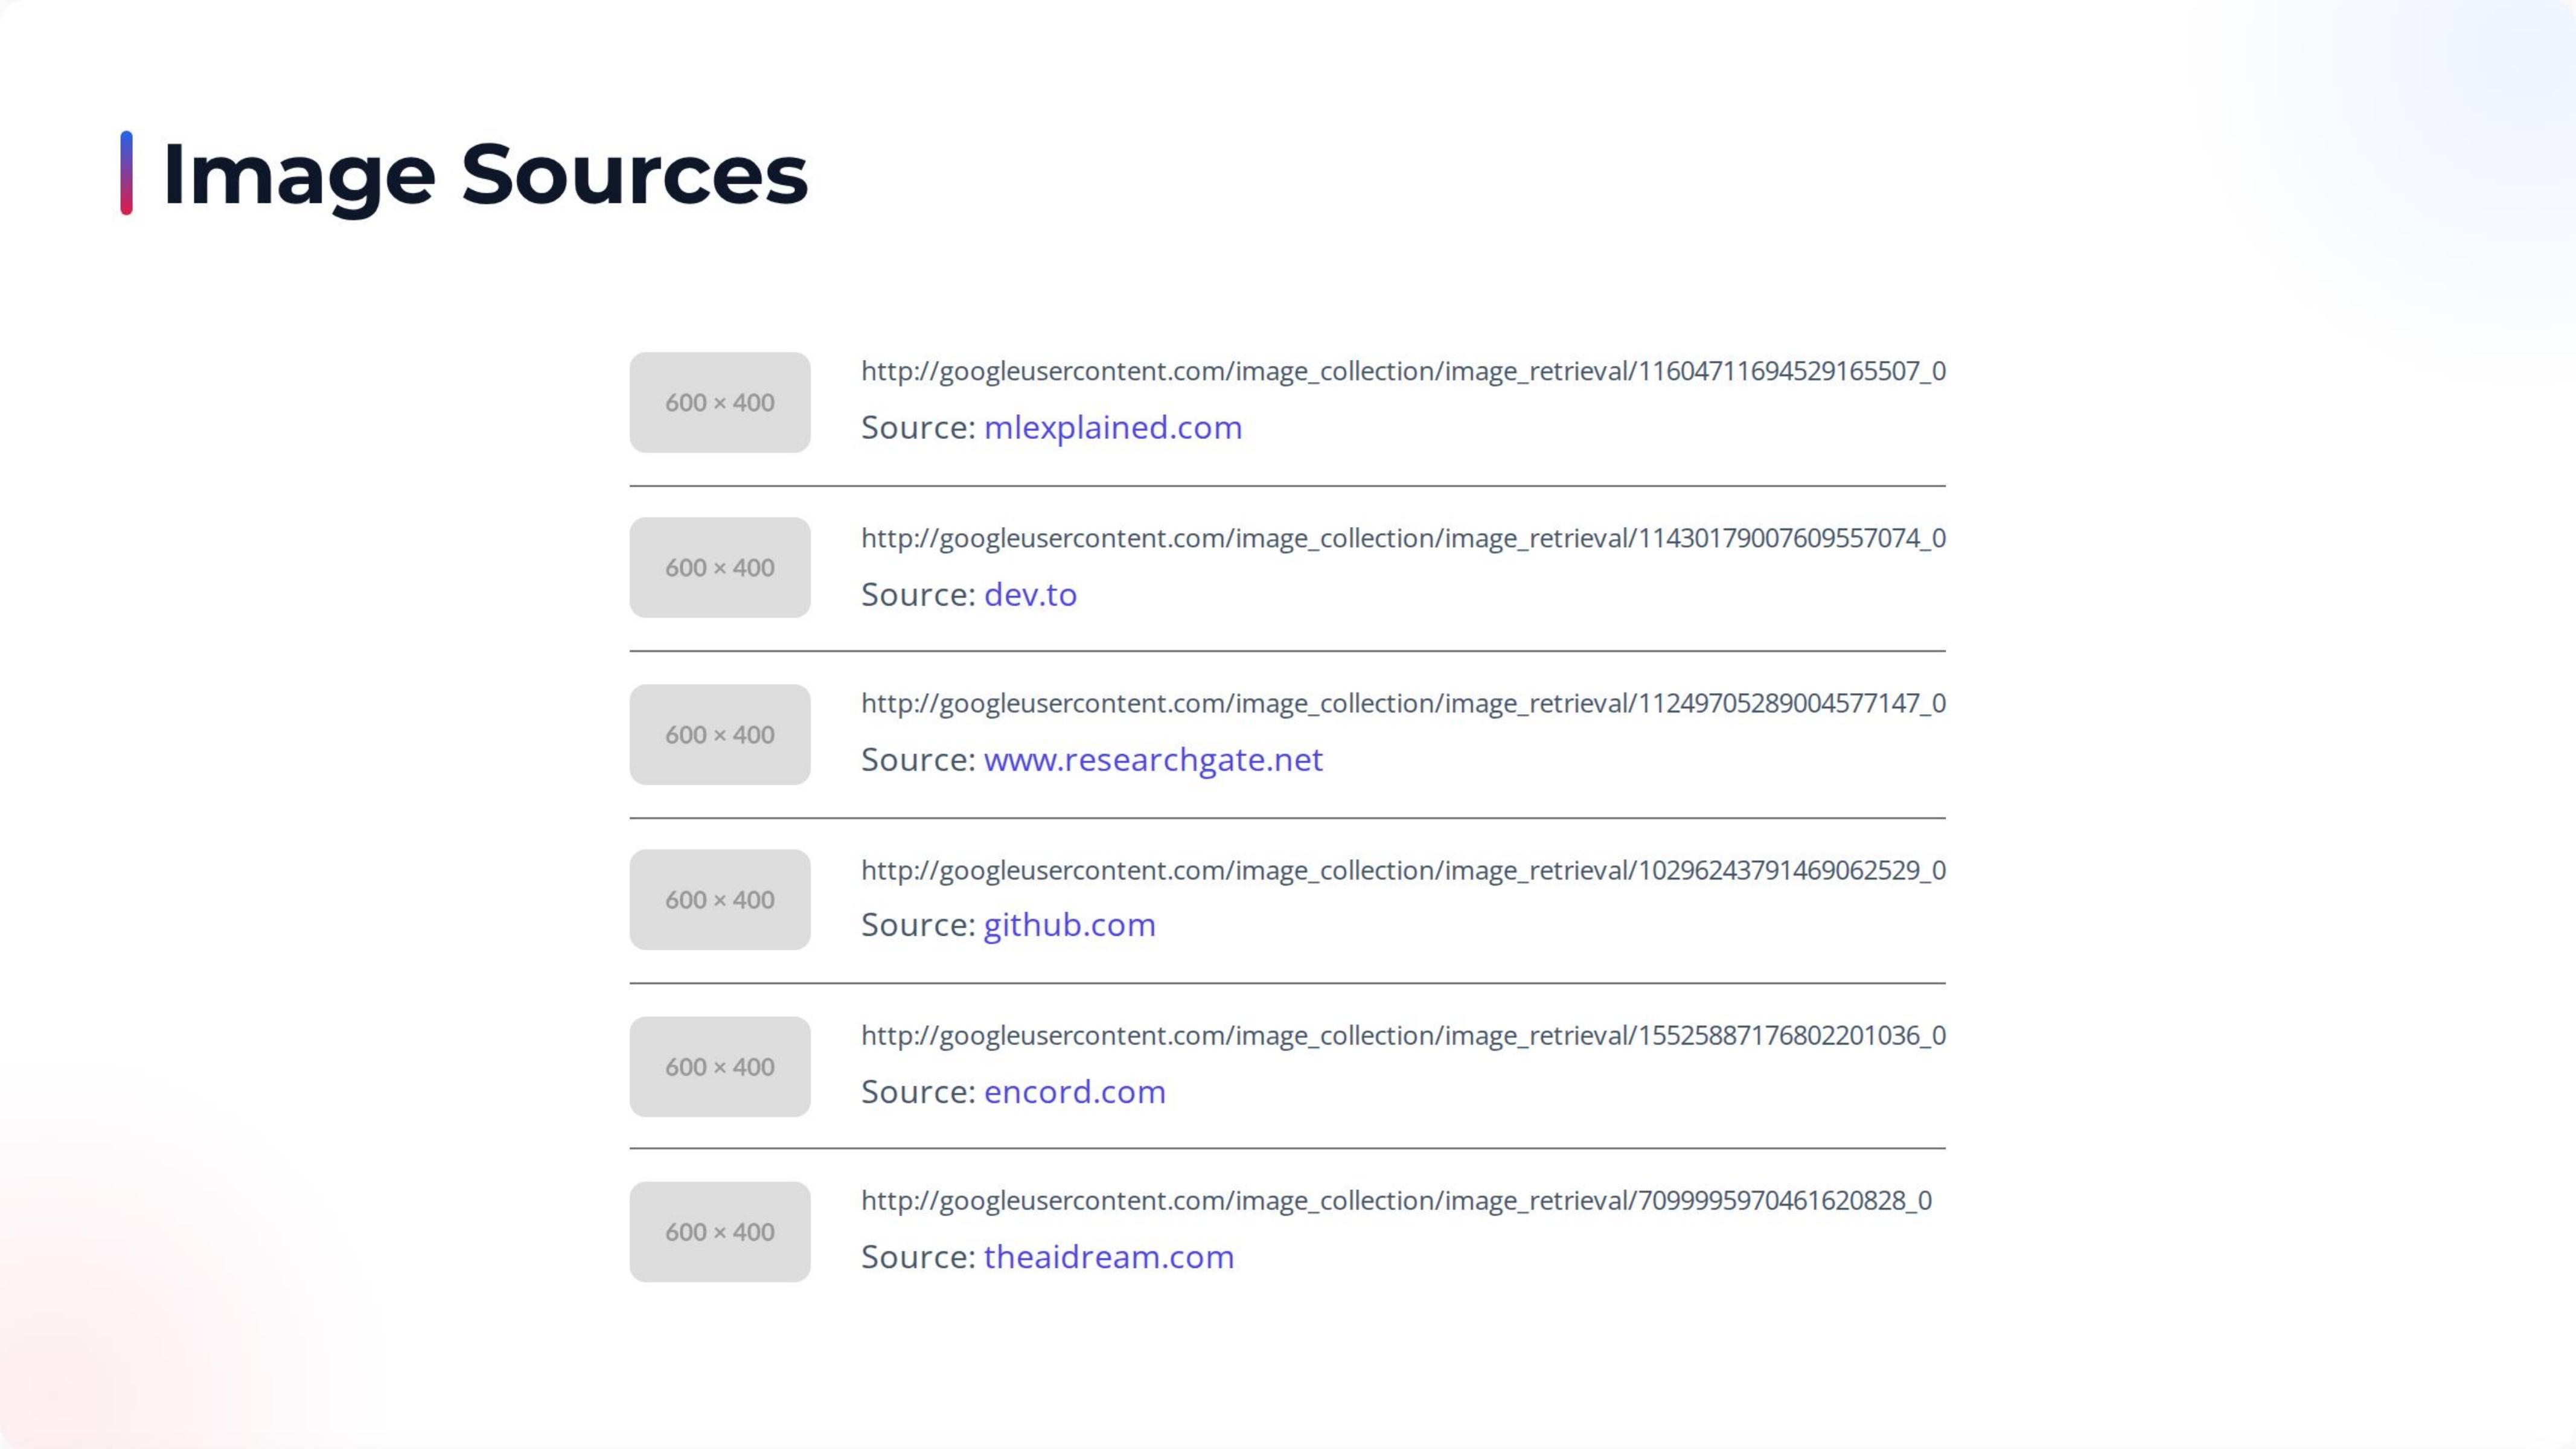 Image Sources
600 × 400
http://googleusercontent.com/image_collection/image_retrieval/11604711694529165507_0
Source: mlexplained.com
600 × 400
http://googleusercontent.com/image_collection/image_retrieval/11430179007609557074_0
Source: dev.to
600 × 400
http://googleusercontent.com/image_collection/image_retrieval/11249705289004577147_0
Source: www.researchgate.net
600 × 400
http://googleusercontent.com/image_collection/image_retrieval/10296243791469062529_0
Source: github.com
600 × 400
http://googleusercontent.com/image_collection/image_retrieval/15525887176802201036_0
Source: encord.com
600 × 400
http://googleusercontent.com/image_collection/image_retrieval/7099995970461620828_0
Source: theaidream.com